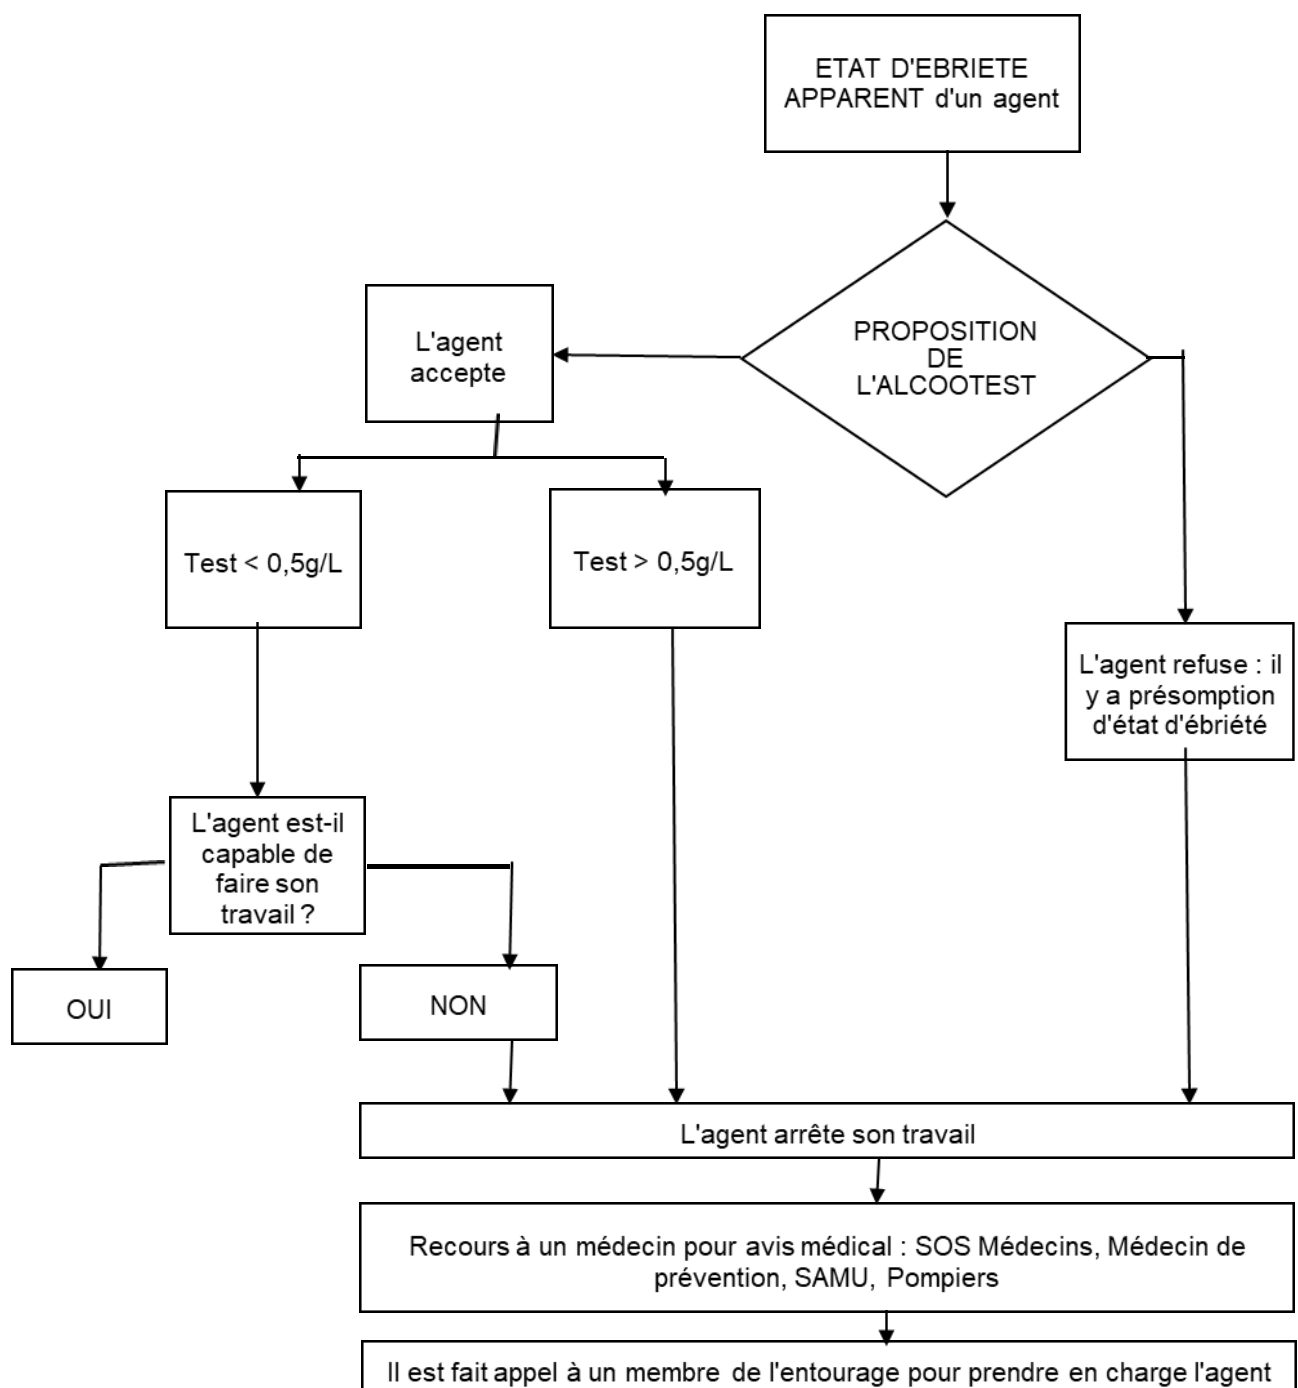 ETAT D'EBRIETE
APPARENT d'un agent
PROPOSITION
DE
L'ALCOOTEST
L'agent
accepte
Test < 0,5g/L
Test > 0,5g/L
L'agent refuse : il
y a présomption
d'état d'ébriété
L'agent est-il
capable de
faire son
travail ?
OUI
NON
L'agent arrête son travail
Recours à un médecin pour avis médical : SOS Médecins, Médecin de
prévention, SAMU, Pompiers
Il est fait appel à un membre de l'entourage pour prendre en charge l'agent